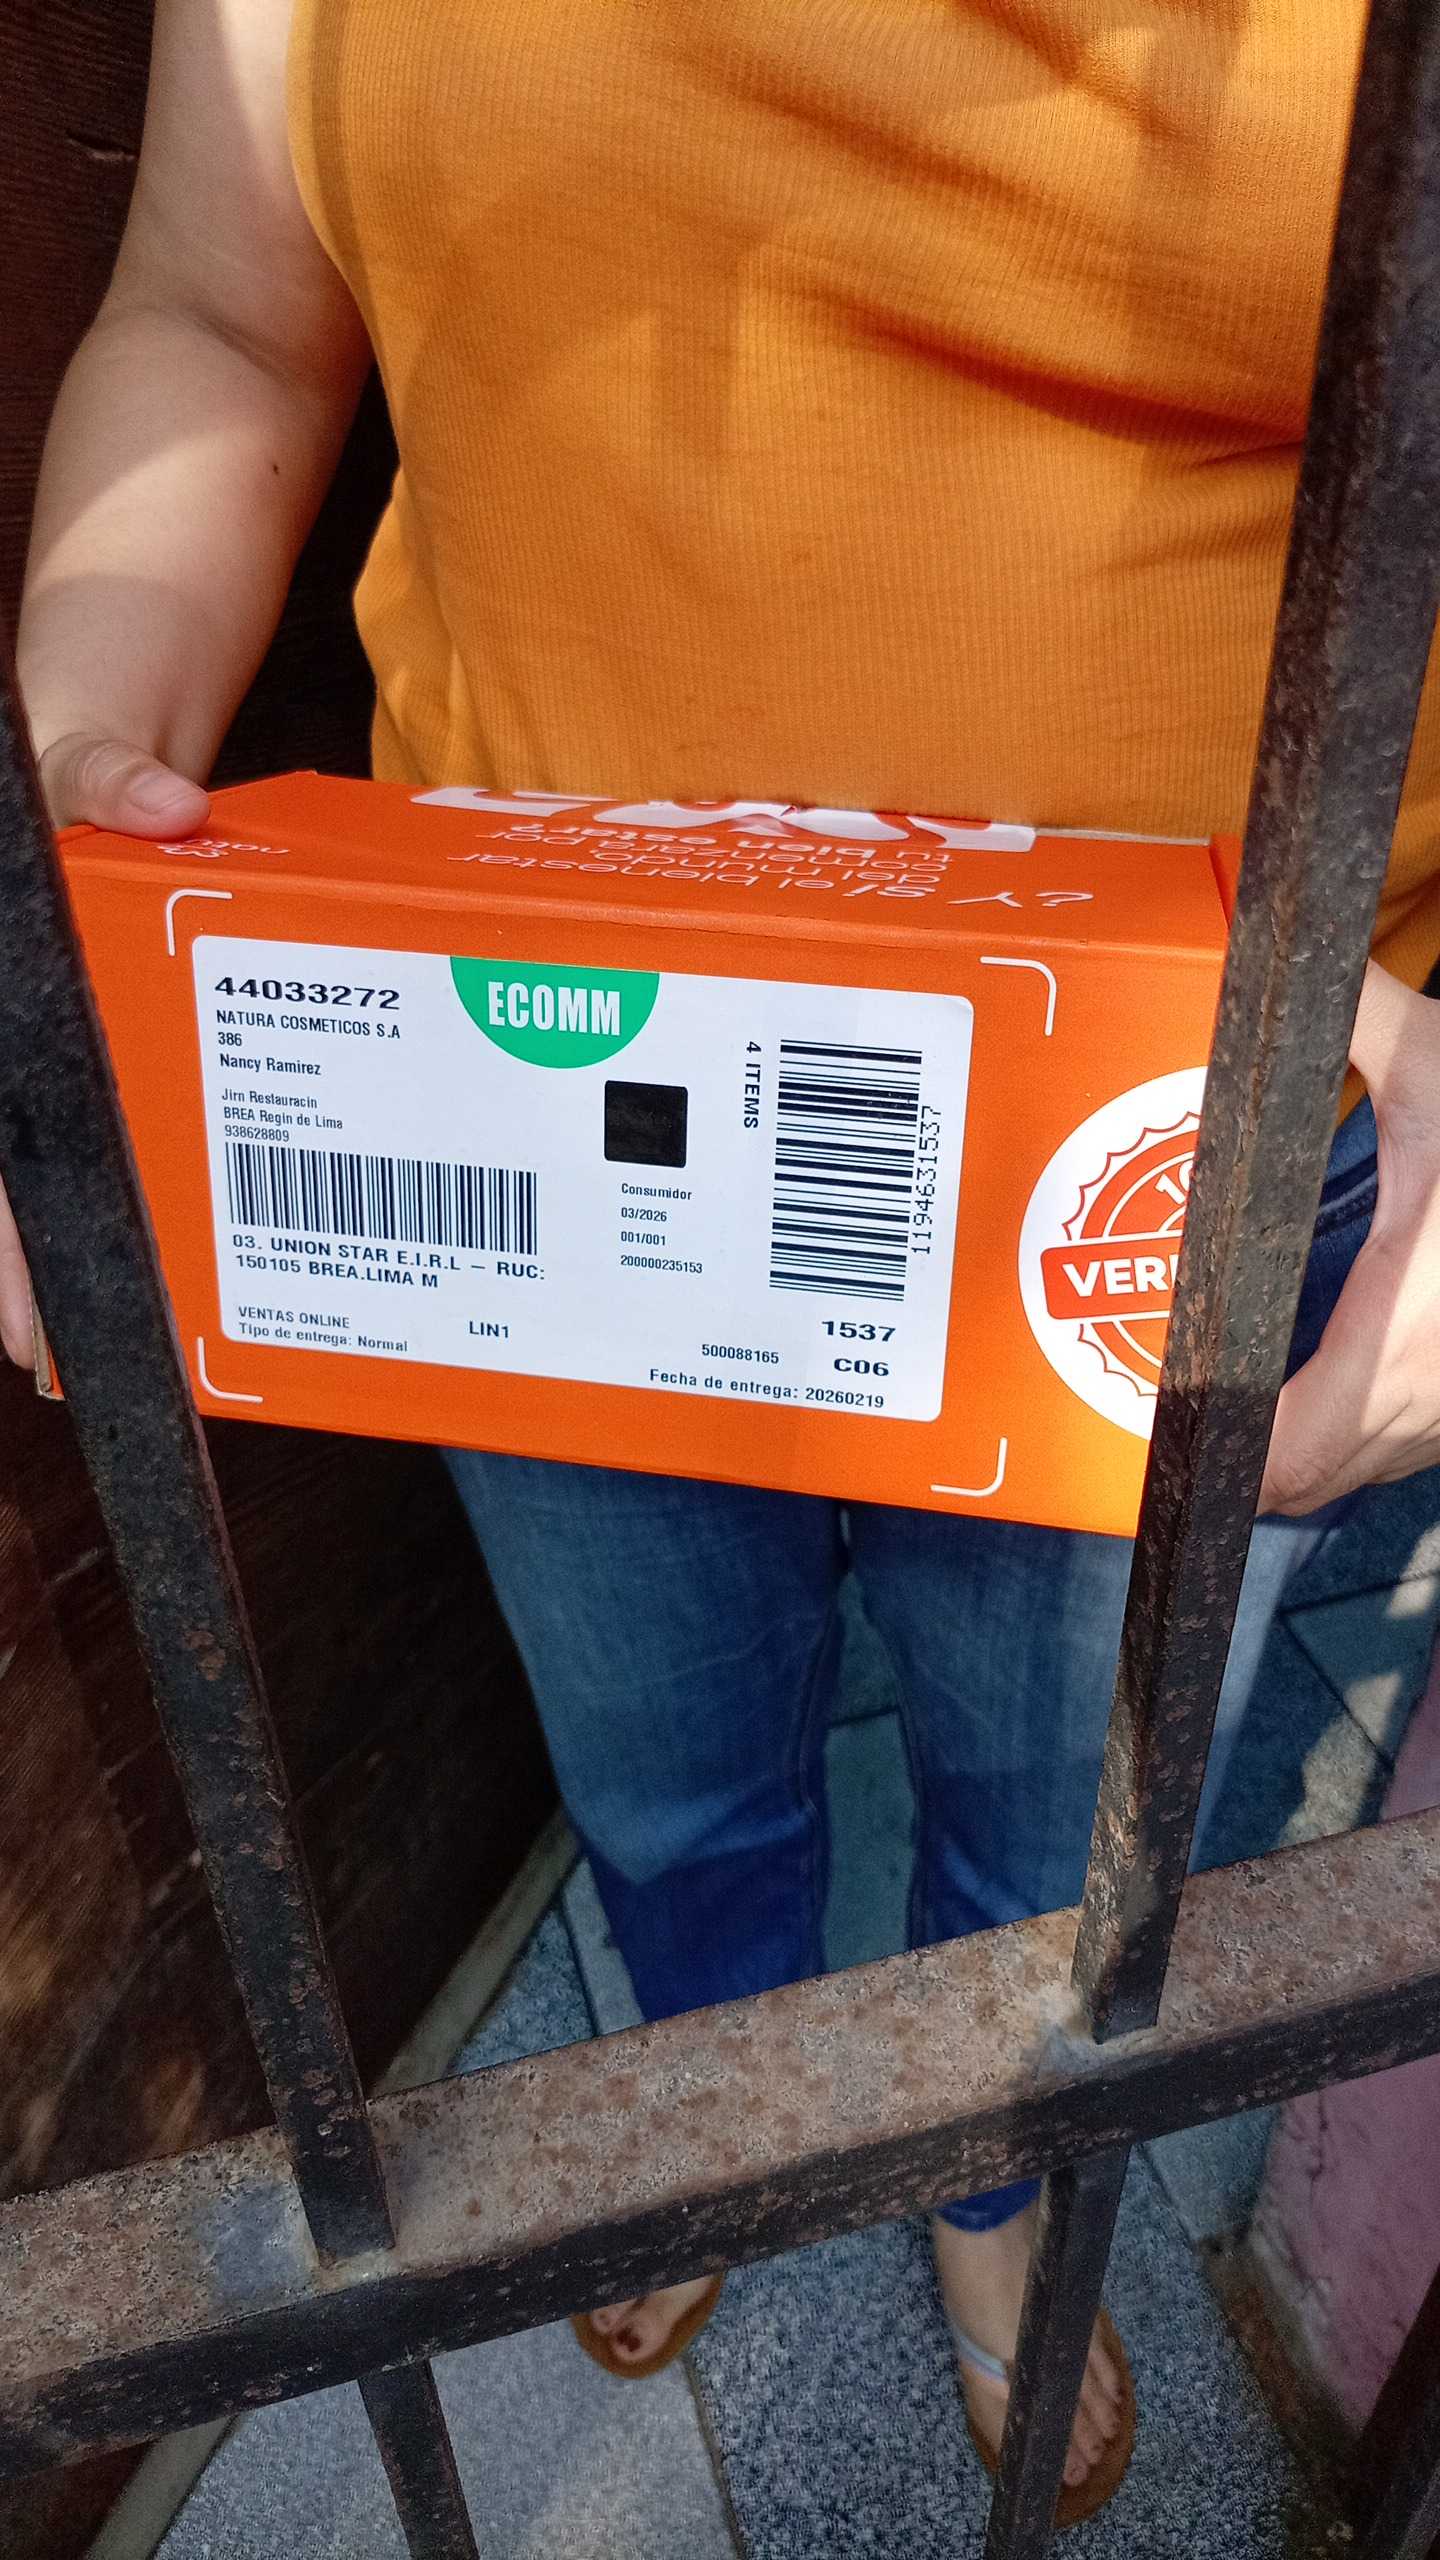 ¿Y si el bienestar
del mundo
comenzara por
tu bien estar?
natu
44033272
NATURA COSMETICOS S.A
386
Nancy Ramirez
Jirn Restauracin
BREA Regin de Lima
938628809
03. UNION STAR E.I.R.L – RUC:
150105 BREA.LIMA M
VENTAS ONLINE
Tipo de entrega: Normal
LIN1
ECOMM
4 ITEMS
1194631537
Consumidor
03/2026
001/001
200000235153
1537
500088165
C06
Fecha de entrega: 20260219
VERI